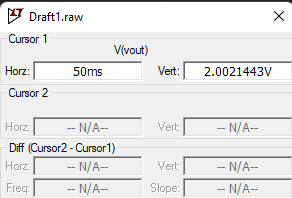 Draft1.raw
Cursor 1
V(vout)
Horz: 50ms Vert: 2.0021443V
Cursor 2
Horz: -- N/A-- Vert: -- N/A--
Diff (Cursor2 - Cursor1)
Horz: -- N/A-- Vert: -- N/A--
Freq: -- N/A-- Slope: -- N/A--